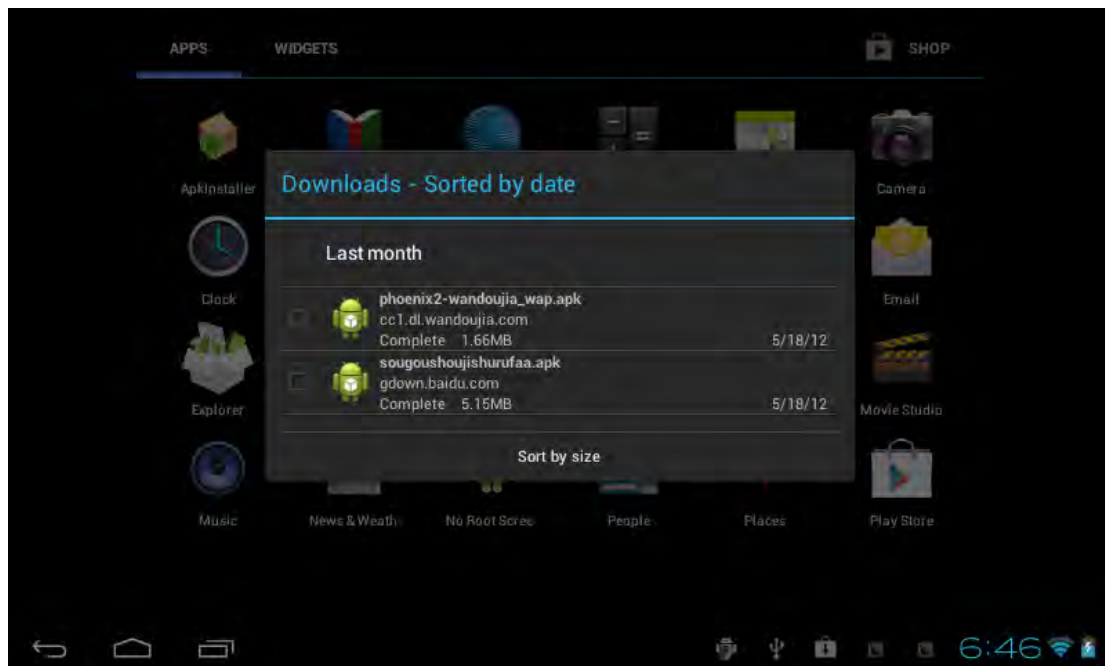 APPS WIDGETS SHOP
ApkInstaller Camera
Downloads - Sorted by date
Last month
phoenix2-wandoujia_wap.apk
cc1.dl.wandoujia.com
Complete 1.66MB 5/18/12
sougoushoujishurufaa.apk
gdown.baidu.com
Complete 5.15MB 5/18/12
Sort by size
Clock Email
Explorer Movie Studio
Music News & Weath No Root Scree People Places Play Store
6:46